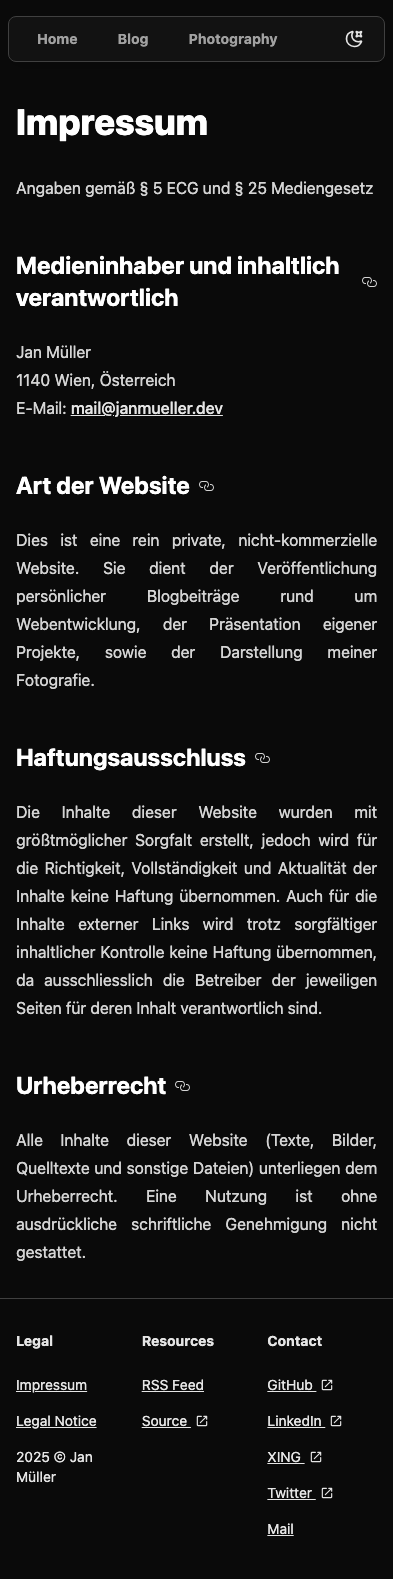 Home Blog Photography
Impressum
Angaben gemäß § 5 ECG und § 25 Mediengesetz
Medieninhaber und inhaltlich
verantwortlich
Jan Müller
1140 Wien, Österreich
E-Mail: mail@janmueller.dev
Art der Website
Dies ist eine rein private, nicht-kommerzielle
Website. Sie dient der Veröffentlichung
persönlicher Blogbeiträge rund um
Webentwicklung, der Präsentation eigener
Projekte, sowie der Darstellung meiner
Fotografie.
Haftungsausschluss
Die Inhalte dieser Website wurden mit
größtmöglicher Sorgfalt erstellt, jedoch wird für
die Richtigkeit, Vollständigkeit und Aktualität der
Inhalte keine Haftung übernommen. Auch für die
Inhalte externer Links wird trotz sorgfältiger
inhaltlicher Kontrolle keine Haftung übernommen,
da ausschliesslich die Betreiber der jeweiligen
Seiten für deren Inhalt verantwortlich sind.
Urheberrecht
Alle Inhalte dieser Website (Texte, Bilder,
Quelltexte und sonstige Dateien) unterliegen dem
Urheberrecht. Eine Nutzung ist ohne
ausdrückliche schriftliche Genehmigung nicht
gestattet.
Legal
Impressum
Legal Notice
2025 © Jan
Müller
Resources
RSS Feed
Source
Contact
GitHub
LinkedIn
XING
Twitter
Mail